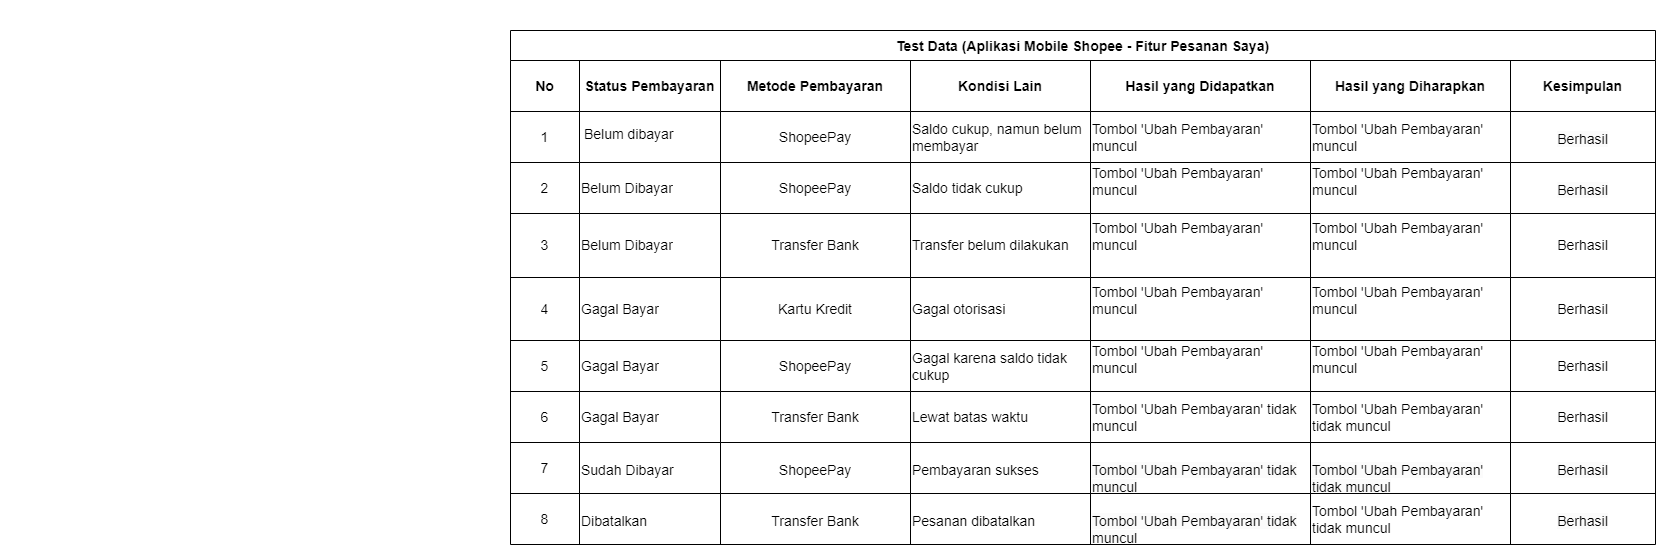 Test Data (Aplikasi Mobile Shopee - Fitur Pesanan Saya)
No Status Pembayaran Metode Pembayaran Kondisi Lain Hasil yang Didapatkan Hasil yang Diharapkan Kesimpulan
1 Belum dibayar ShopeePay Saldo cukup, namun belum membayar Tombol 'Ubah Pembayaran' muncul Tombol 'Ubah Pembayaran' muncul Berhasil
2 Belum Dibayar ShopeePay Saldo tidak cukup Tombol 'Ubah Pembayaran' muncul Tombol 'Ubah Pembayaran' muncul Berhasil
3 Belum Dibayar Transfer Bank Transfer belum dilakukan Tombol 'Ubah Pembayaran' muncul Tombol 'Ubah Pembayaran' muncul Berhasil
4 Gagal Bayar Kartu Kredit Gagal otorisasi Tombol 'Ubah Pembayaran' muncul Tombol 'Ubah Pembayaran' muncul Berhasil
5 Gagal Bayar ShopeePay Gagal karena saldo tidak cukup Tombol 'Ubah Pembayaran' muncul Tombol 'Ubah Pembayaran' muncul Berhasil
6 Gagal Bayar Transfer Bank Lewat batas waktu Tombol 'Ubah Pembayaran' tidak muncul Tombol 'Ubah Pembayaran' tidak muncul Berhasil
7 Sudah Dibayar ShopeePay Pembayaran sukses Tombol 'Ubah Pembayaran' tidak muncul Tombol 'Ubah Pembayaran' tidak muncul Berhasil
8 Dibatalkan Transfer Bank Pesanan dibatalkan Tombol 'Ubah Pembayaran' tidak muncul Tombol 'Ubah Pembayaran' tidak muncul Berhasil